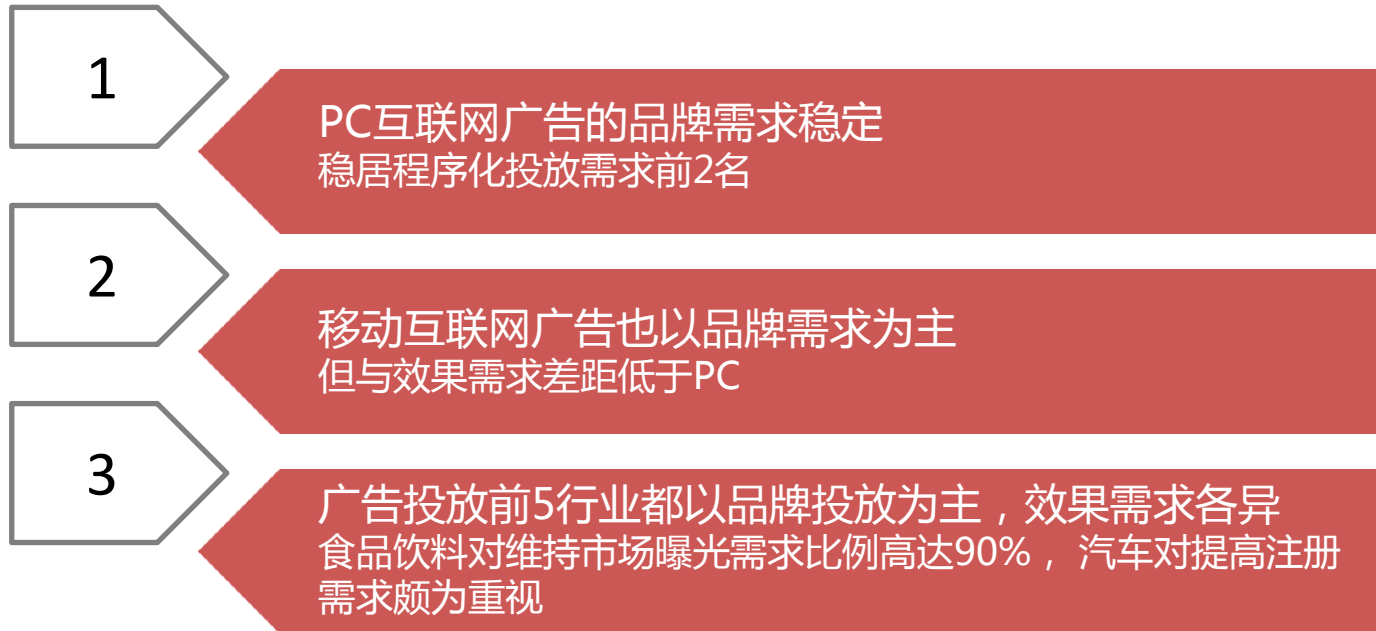 1
PC互联网广告的品牌需求稳定
稳居程序化投放需求前2名
2
移动互联网广告也以品牌需求为主
但与效果需求差距低于PC
3
广告投放前5行业都以品牌投放为主，效果需求各异
食品饮料对维持市场曝光需求比例高达90%， 汽车对提高注册
需求颇为重视